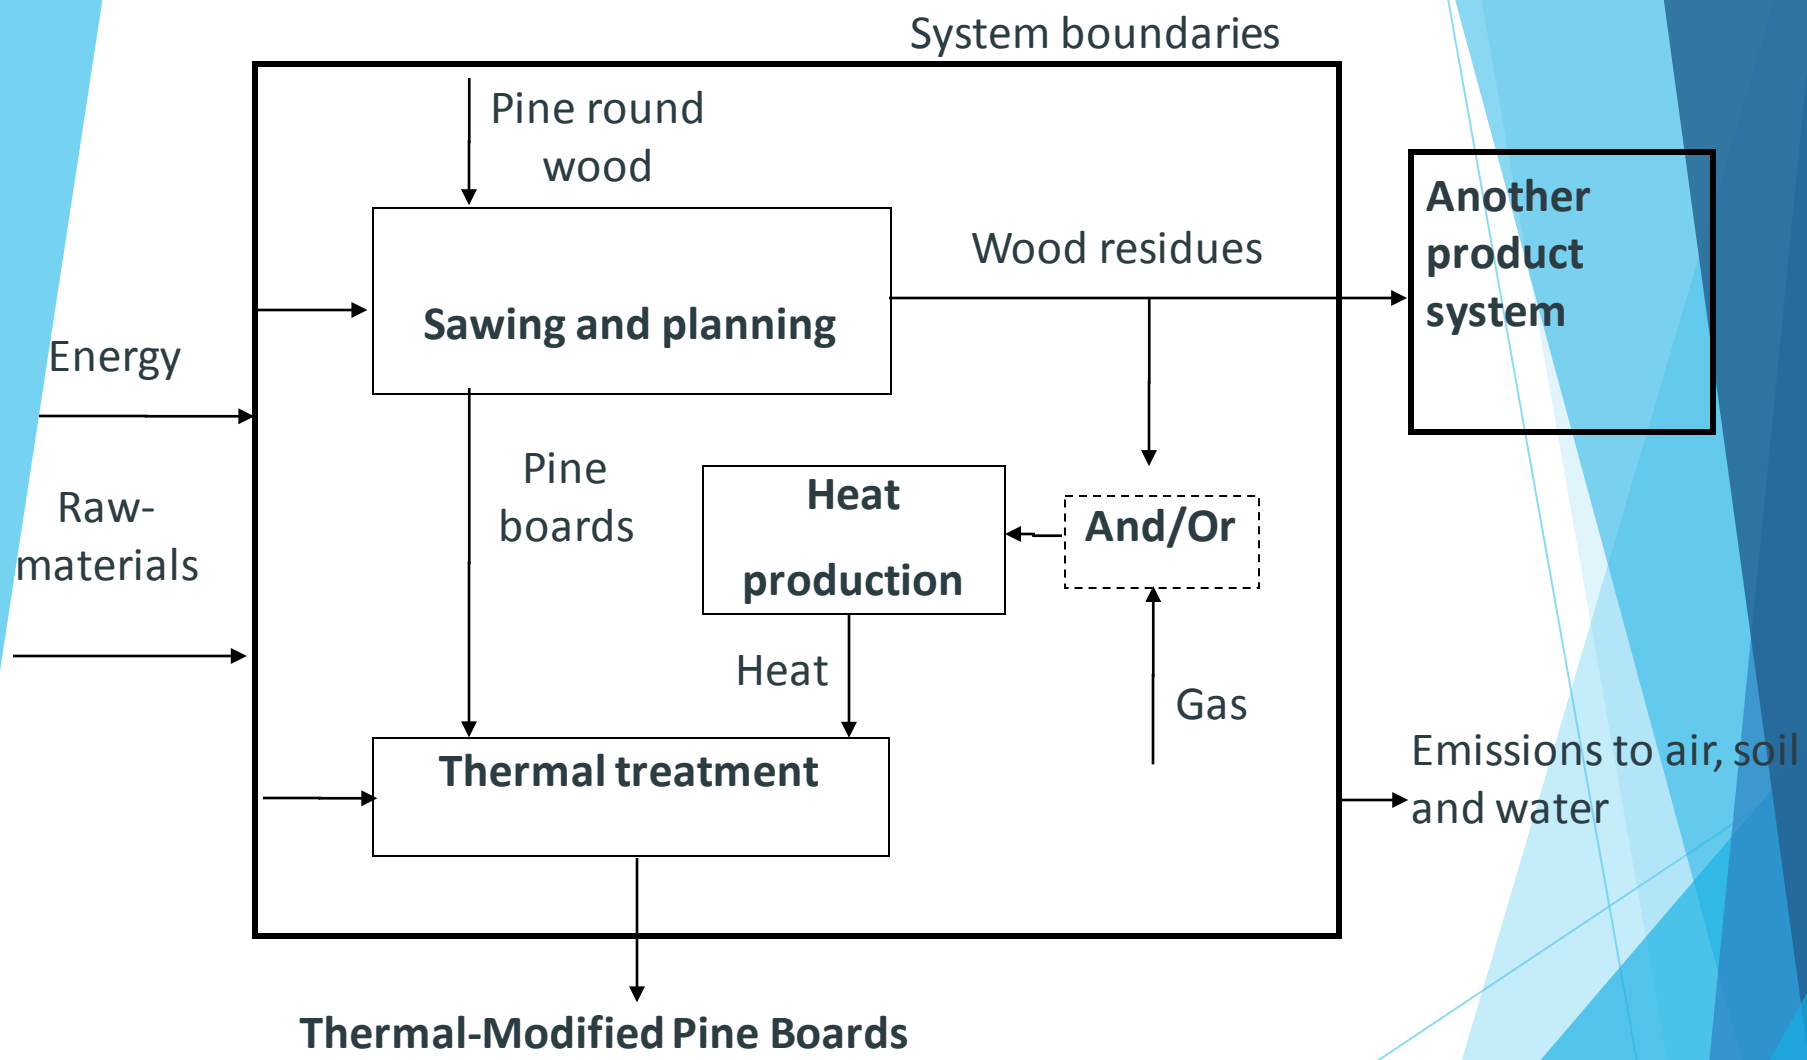 System boundaries
Pine round
wood
Another
product
system
Wood residues
Sawing and planning
Energy
Pine
boards
Heat
production
And/Or
Raw-
materials
Heat
Gas
Thermal treatment
Emissions to air, soil
and water
Thermal-Modified Pine Boards